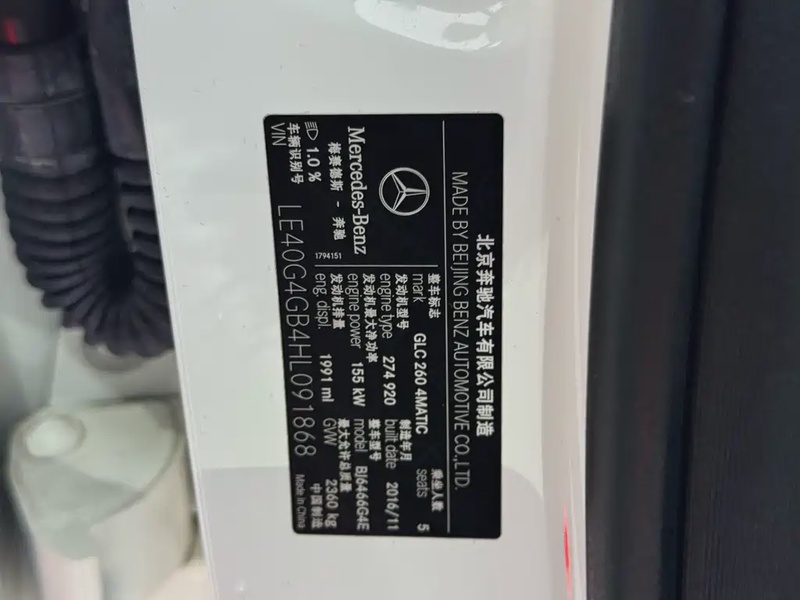 北京奔驰汽车有限公司制造
MADE BY BEIJING BENZ AUTOMOTIVE CO.,LTD.
Mercedes-Benz
梅赛德斯 - 奔驰
1794151
整车标志
mark GLC 260 4MATIC
乘坐人数
seats 5
发动机型号
engine type 274 920
制造年月
built date 2016/11
发动机最大净功率
engine power 155 kW
整车型号
model BJ6466G4E
发动机排量
eng. displ. 1991 ml
最大允许总质量
GVW 2360 kg
1.0 %
车辆识别号
VIN LE40G4GB4HL091868
中国制造
Made in China